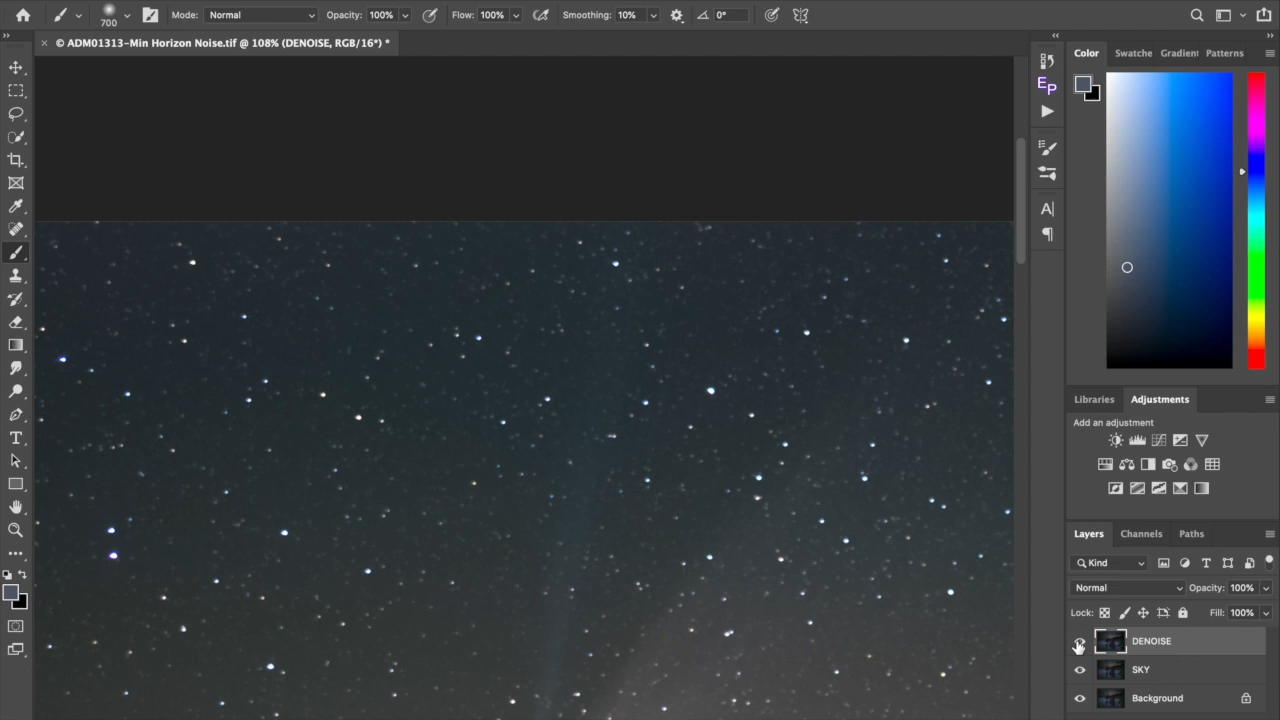 700
Mode: Normal
Opacity: 100%
Flow: 100%
Smoothing: 10%
0°
© ADM01313-Min Horizon Noise.tif @ 108% (DENOISE, RGB/16*) *
Color
Swatche
Gradient
Patterns
EP
A|
Libraries
Adjustments
Add an adjustment
Layers
Channels
Paths
Kind
Normal
Opacity: 100%
Lock:
Fill: 100%
DENOISE
SKY
Background